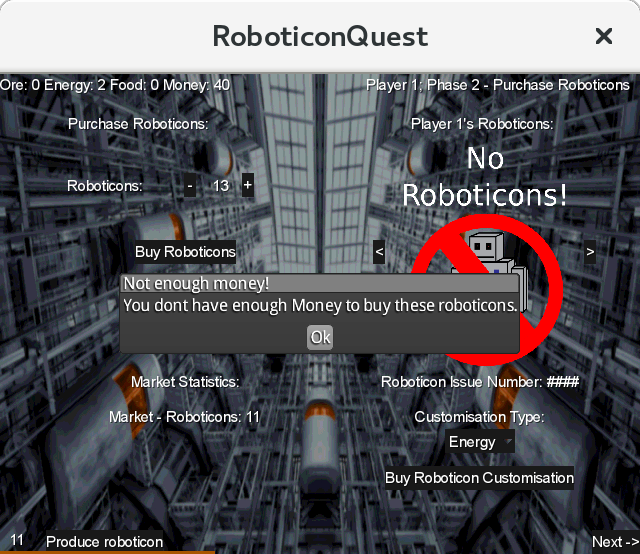 RoboticonQuest
Ore: 0 Energy: 2 Food: 0 Money: 40
Player 1; Phase 2 - Purchase Roboticons
Purchase Roboticons:
Player 1's Roboticons:
No
Roboticons!
Roboticons:
- 13 +
Buy Roboticons
<
>
Not enough money!
You dont have enough Money to buy these roboticons.
Ok
Market Statistics:
Roboticon Issue Number: ####
Market - Roboticons: 11
Customisation Type:
Energy
Buy Roboticon Customisation
11
Produce roboticon
Next ->